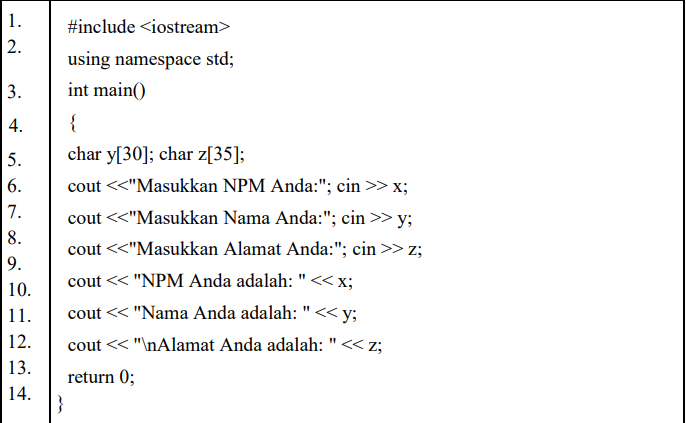 1. #include <iostream>
2. using namespace std;
3. int main()
4. {
5. char y[30]; char z[35];
6. cout <<"Masukkan NPM Anda:"; cin >> x;
7. cout <<"Masukkan Nama Anda:"; cin >> y;
8. cout <<"Masukkan Alamat Anda:"; cin >> z;
9. cout << "NPM Anda adalah: " << x;
10. cout << "Nama Anda adalah: " << y;
11. cout << "\nAlamat Anda adalah: " << z;
12. return 0;
13. }
14.